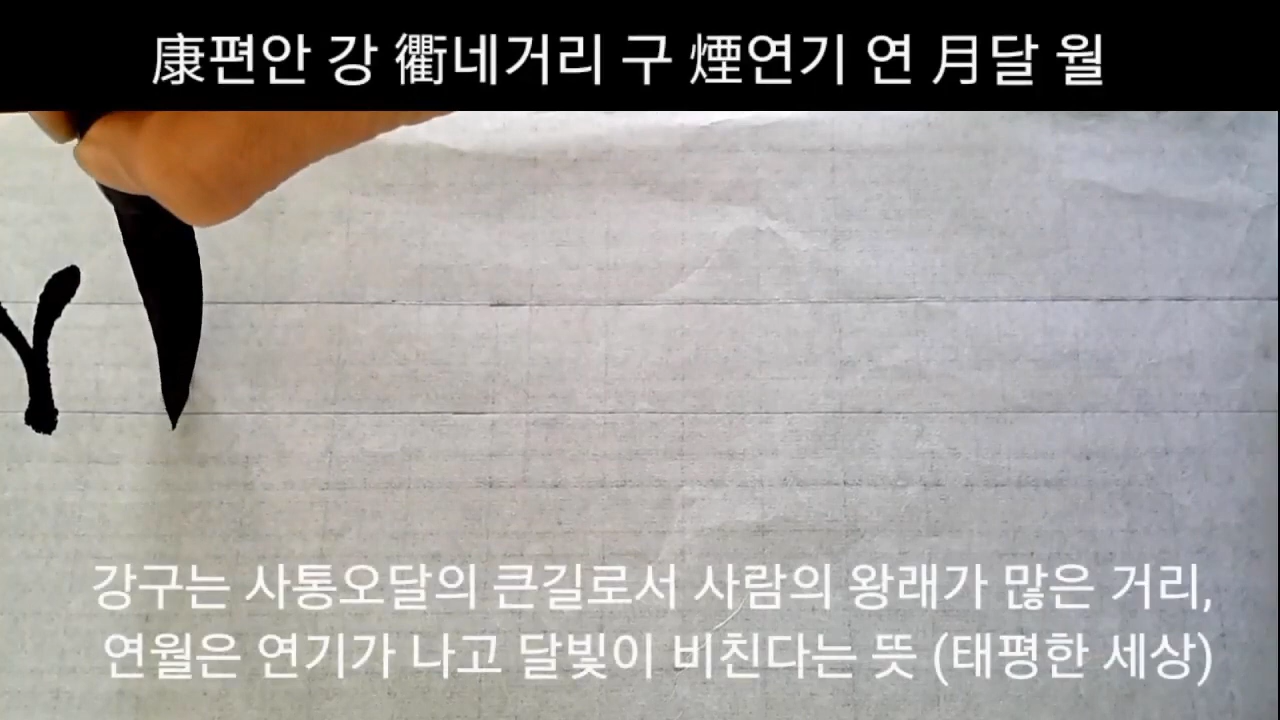 康편안 강 衢네거리 구 煙연기 연 月달 월
강구는 사통오달의 큰길로서 사람의 왕래가 많은 거리,
연월은 연기가 나고 달빛이 비친다는 뜻 (태평한 세상)